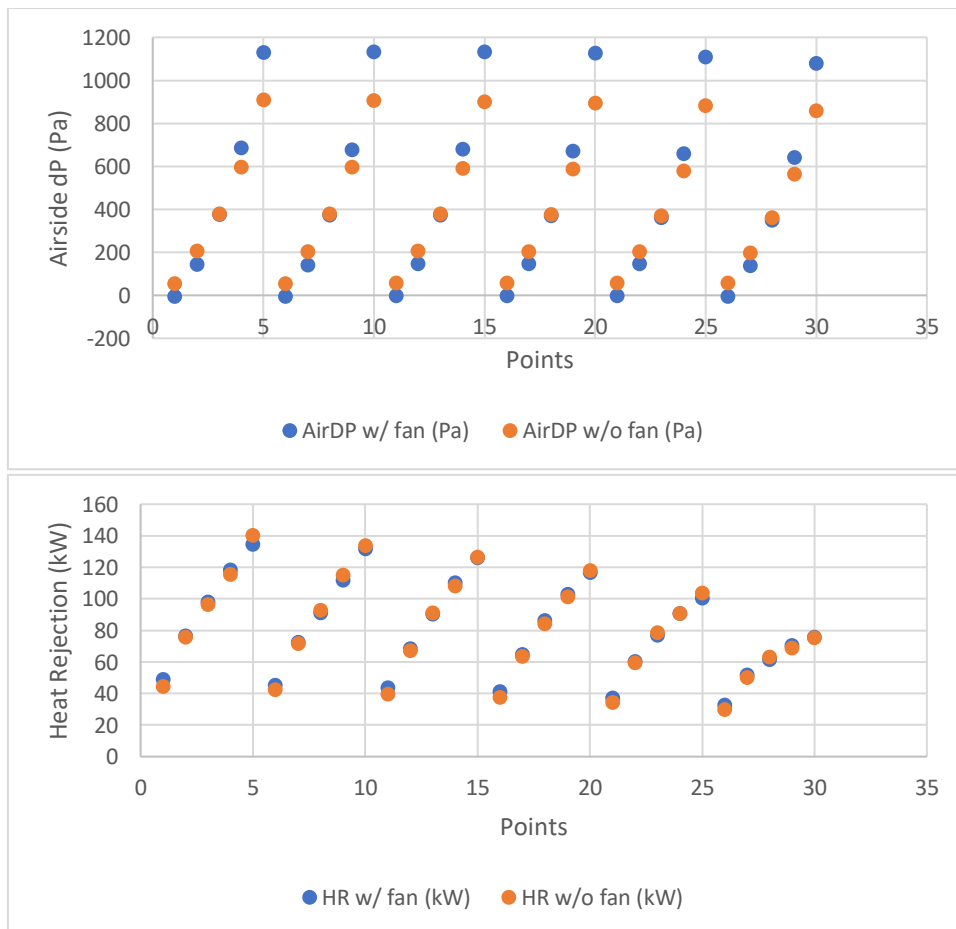 1200
1000
800
600
400
200
0
-200
Airside dP (Pa)
0 5 10 15 20 25 30 35
Points
AirDP w/ fan (Pa) AirDP w/o fan (Pa)
160
140
120
100
80
60
40
20
0
Heat Rejection (kW)
0 5 10 15 20 25 30 35
Points
HR w/ fan (kW) HR w/o fan (kW)